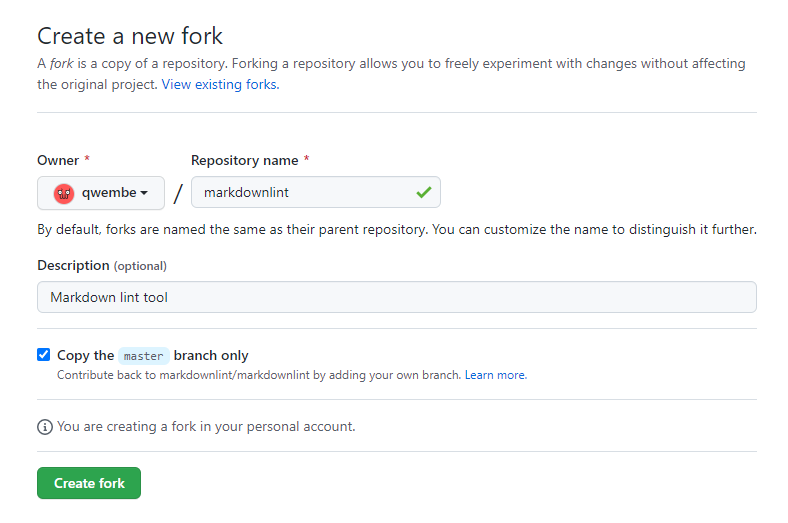 Create a new fork
A fork is a copy of a repository. Forking a repository allows you to freely experiment with changes without affecting
the original project. View existing forks.
Owner *
Repository name *
qwembe
/
markdownlint
By default, forks are named the same as their parent repository. You can customize the name to distinguish it further.
Description (optional)
Markdown lint tool
Copy the master branch only
Contribute back to markdownlint/markdownlint by adding your own branch. Learn more.
You are creating a fork in your personal account.
Create fork